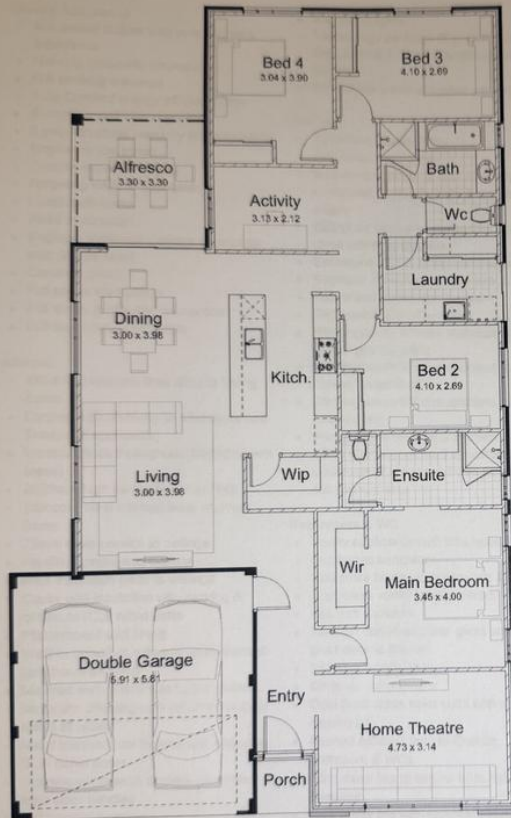 Bed 4
3.04 x 3.90
Bed 3
4.10 x 2.69
Alfresco
3.30 x 3.30
Bath
Activity
3.13 x 2.12
Wc
Laundry
Dining
3.00 x 3.98
Kitch.
Bed 2
4.10 x 2.69
Living
3.00 x 3.98
Wip
Ensuite
Wir
Main Bedroom
3.45 x 4.00
Double Garage
5.91 x 5.81
Entry
Home Theatre
4.73 x 3.14
Porch